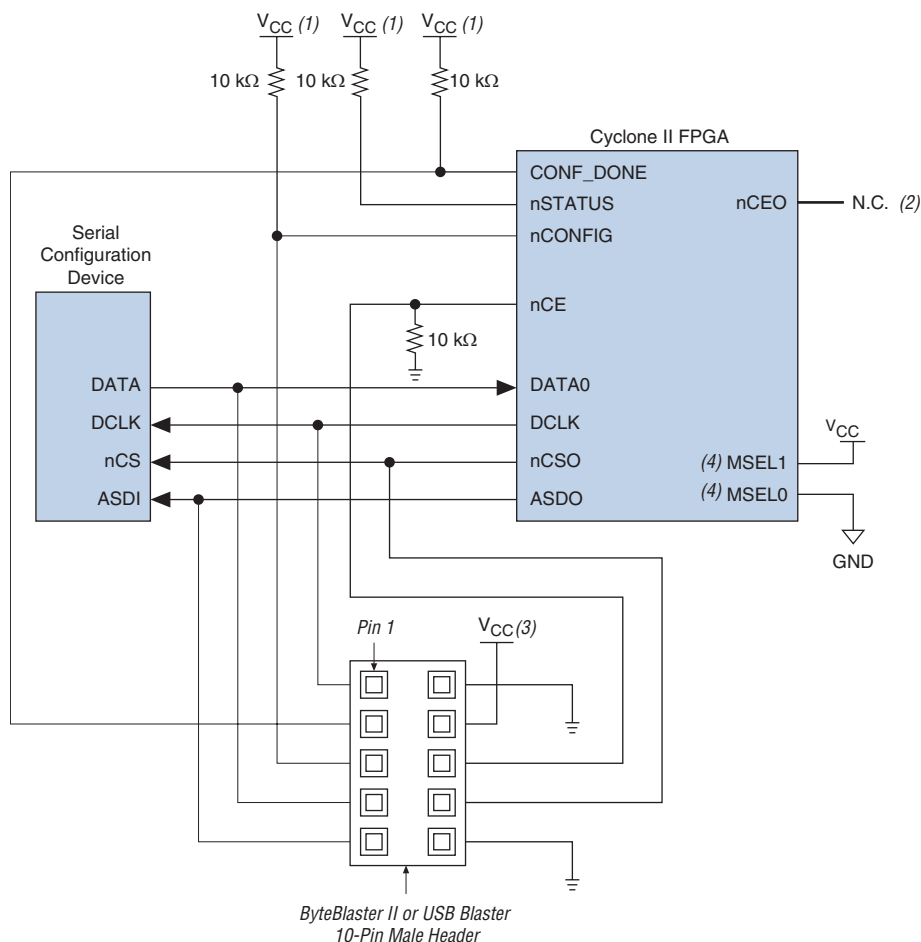 VCC (1) VCC (1) VCC (1)
10 kΩ 10 kΩ 10 kΩ
Cyclone II FPGA
CONF_DONE
nSTATUS
nCONFIG
nCEO N.C. (2)
Serial
Configuration
Device
nCE
10 kΩ
DATA DATA0
DCLK DCLK
nCS nCSO
ASDI ASDO
VCC
(4) MSEL1
(4) MSEL0
GND
Pin 1
VCC (3)
ByteBlaster II or USB Blaster
10-Pin Male Header